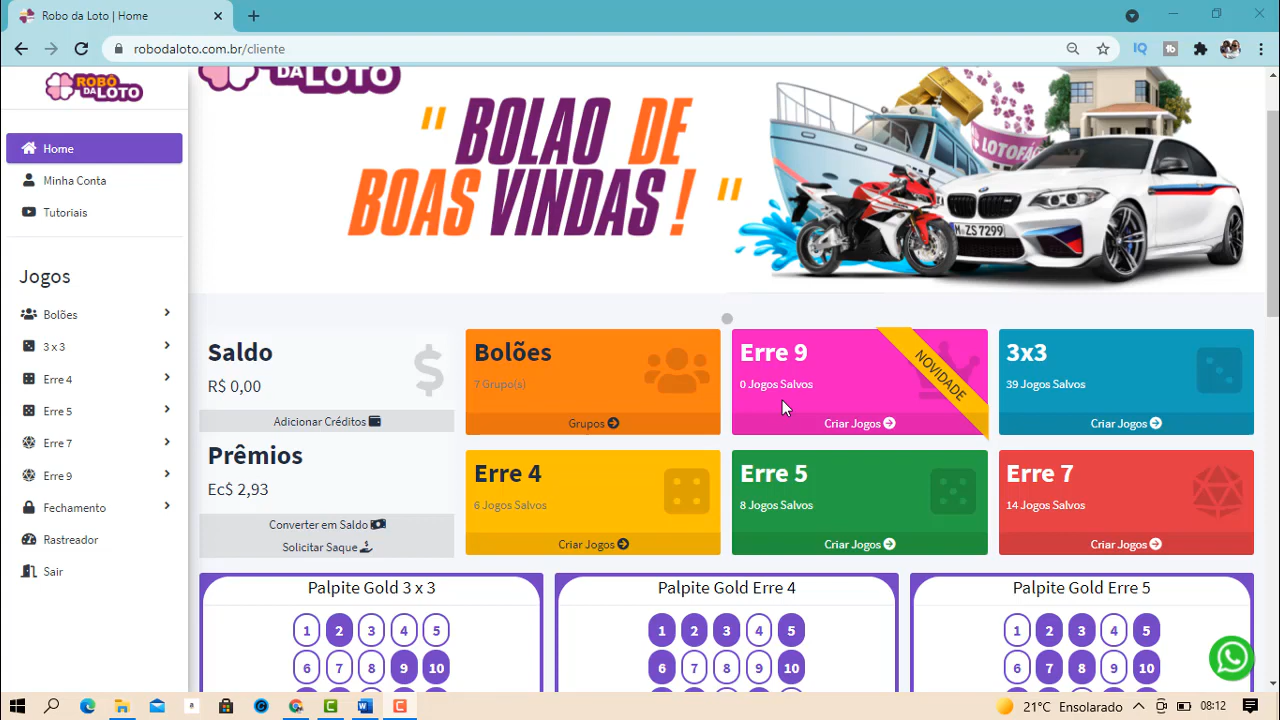 Robo da Loto | Home
robodaloto.com.br/cliente
ROBÔ
DA LOTO
Home
Minha Conta
Tutoriais
Jogos
Bolões
3 x 3
Erre 4
Erre 5
Erre 7
Erre 9
Fechamento
Rastreador
Sair
DA LOTO
" BOLAO DE
BOAS VINDAS! "
LOTOFÁC
M ZS 7299
Saldo
R$ 0,00
Adicionar Créditos
Prêmios
Ec$ 2,93
Converter em Saldo
Solicitar Saque
Bolões
7 Grupo(s)
Grupos
Erre 9
0 Jogos Salvos
NOVIDADE
Criar Jogos
3x3
39 Jogos Salvos
Criar Jogos
Erre 4
6 Jogos Salvos
Criar Jogos
Erre 5
8 Jogos Salvos
Criar Jogos
Erre 7
14 Jogos Salvos
Criar Jogos
Palpite Gold 3 x 3
1 2 3 4 5
6 7 8 9 10
Palpite Gold Erre 4
1 2 3 4 5
6 7 8 9 10
Palpite Gold Erre 5
1 2 3 4 5
6 7 8 9 10
21°C Ensolarado
08:12